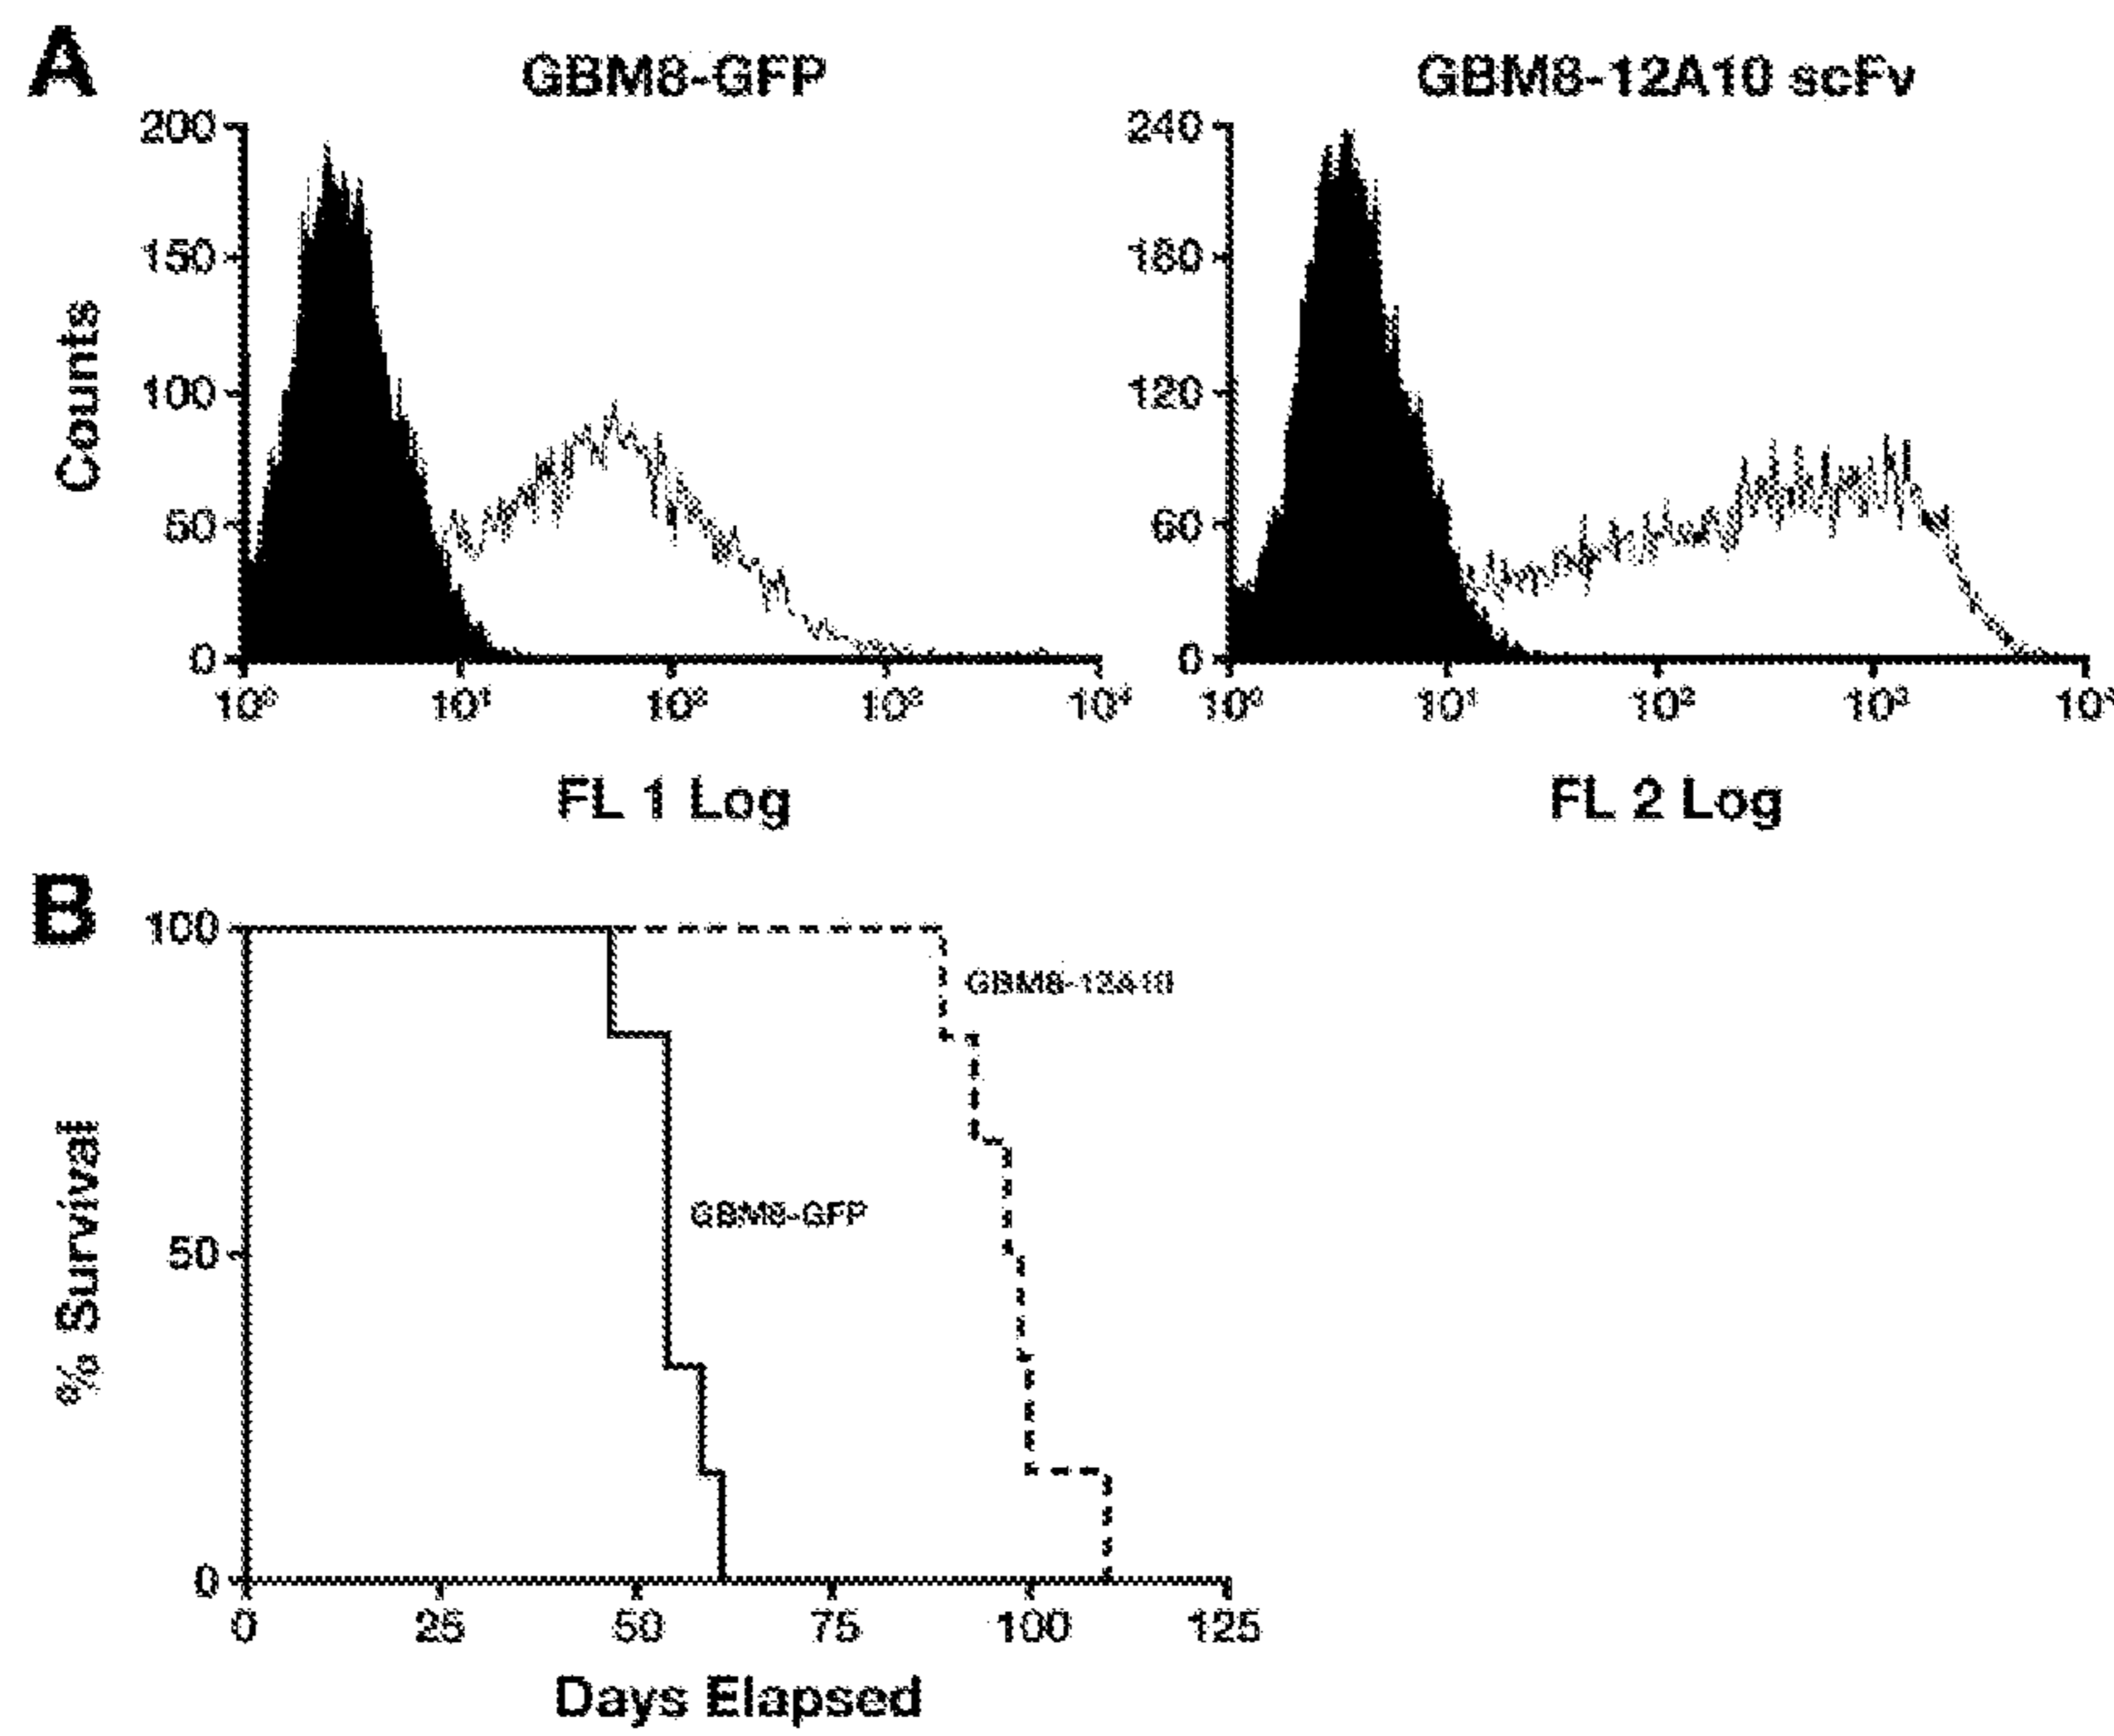 A
GBM8-GFP
GBM8-12A10 scFv
200
150
100
50
0
Counts
10⁰ 10¹ 10² 10³ 10⁴
FL 1 Log
240
180
120
60
0
10⁰ 10¹ 10² 10³ 10⁴
FL 2 Log
B
100
50
0
% Survival
GBM8-12A10
GBM8-GFP
0 25 50 75 100 125
Days Elapsed